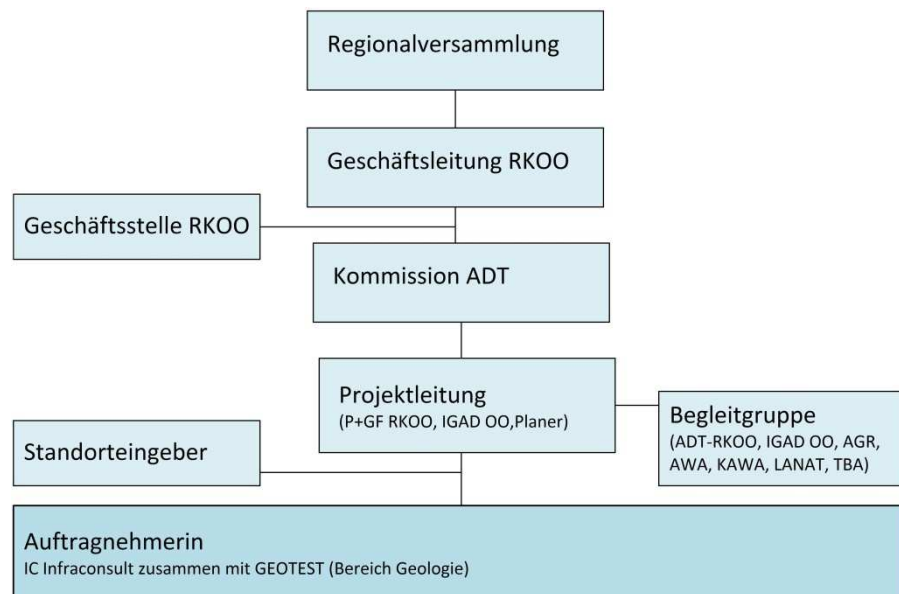 Regionalversammlung
Geschäftsleitung RKOO
Geschäftsstelle RKOO
Kommission ADT
Projektleitung
(P+GF RKOO, IGAD OO,Planer)
Begleitgruppe
(ADT-RKOO, IGAD OO, AGR,
AWA, KAWA, LANAT, TBA)
Standorteingeber
Auftragnehmerin
IC Infraconsult zusammen mit GEOTEST (Bereich Geologie)